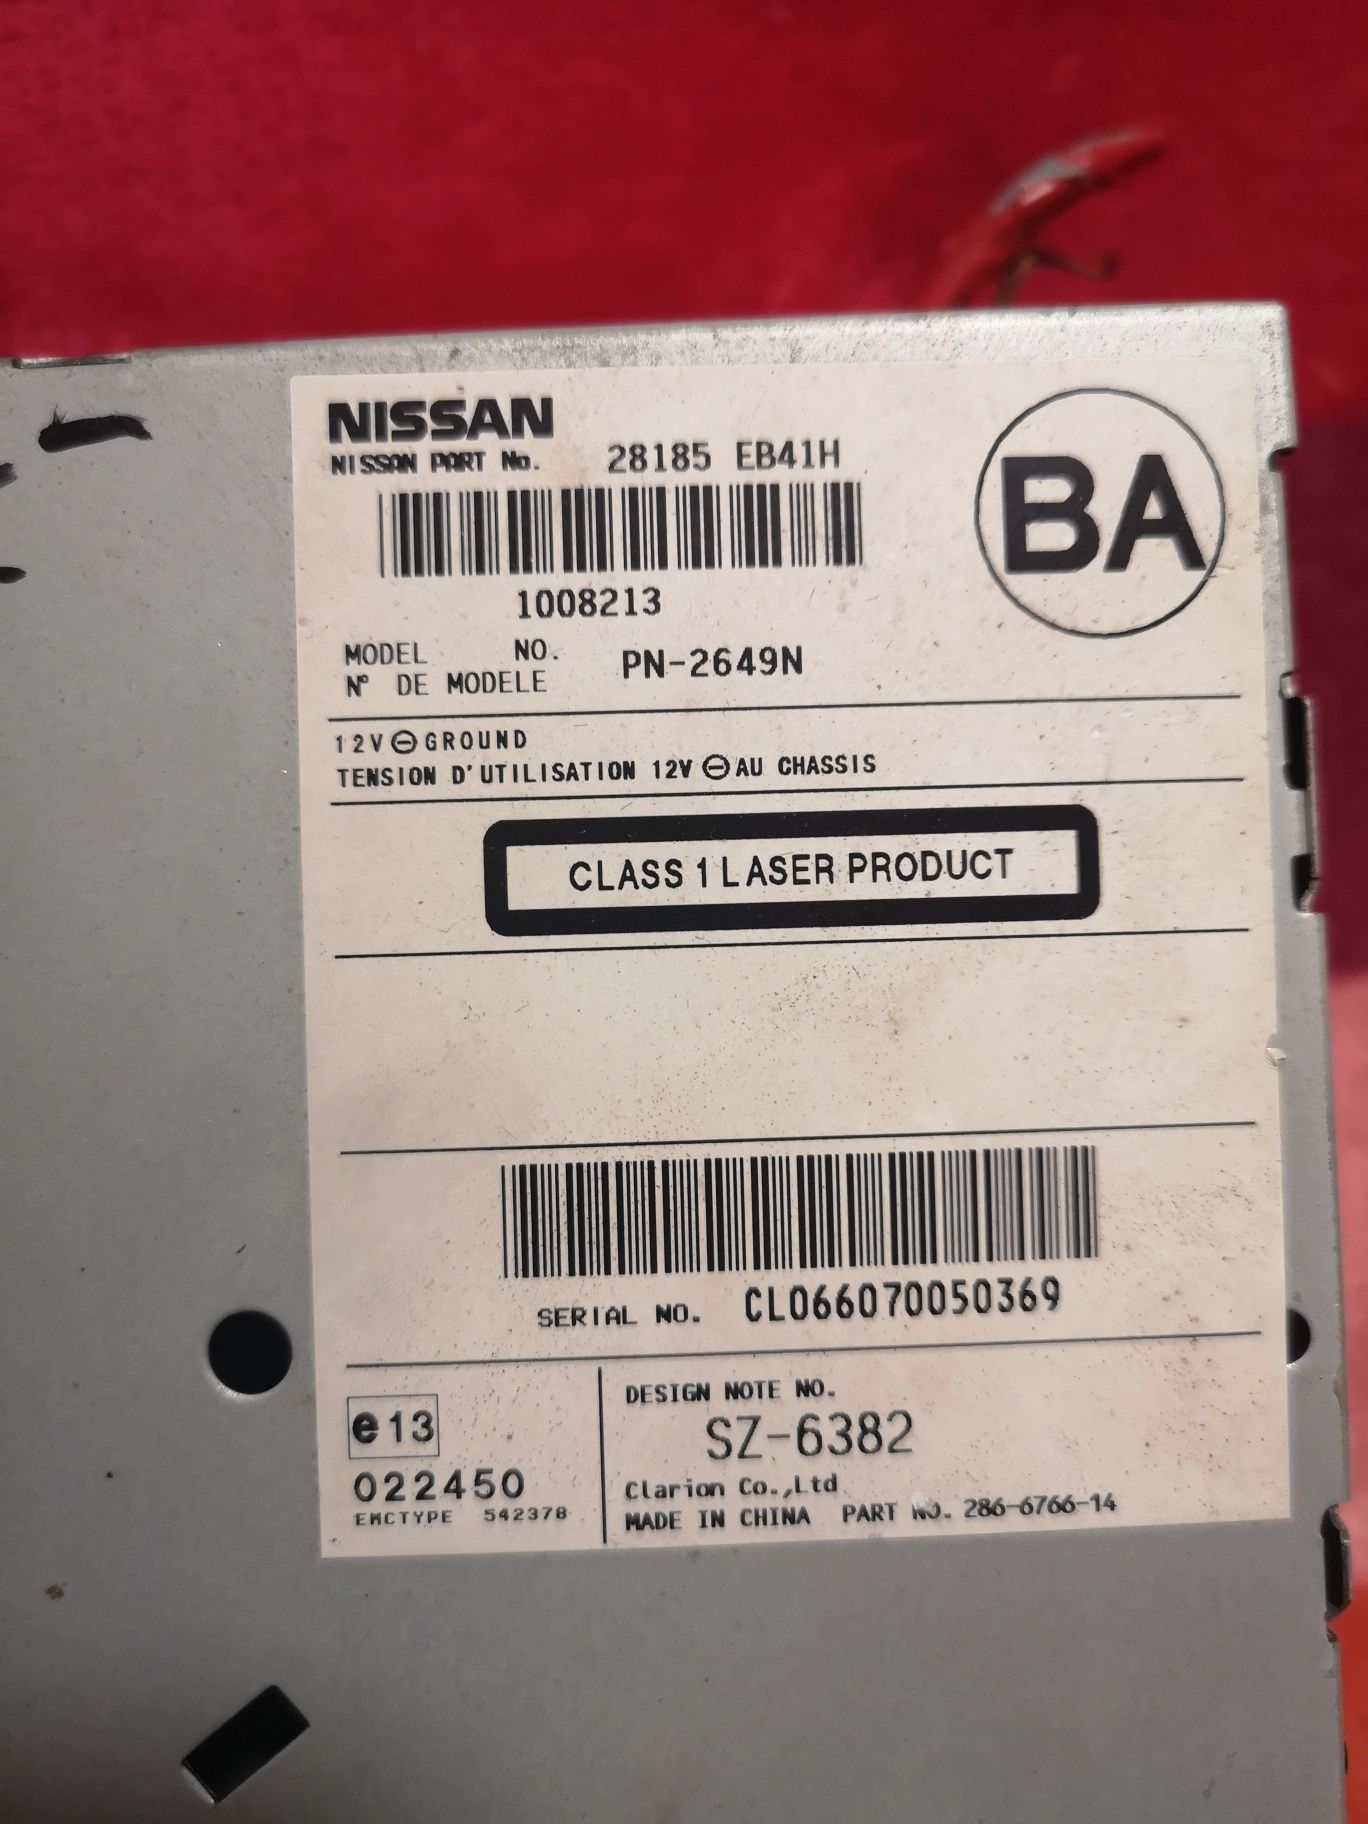 NISSAN
NISSAN PART No. 28185 EB41H
BA
1008213
MODEL NO.
N° DE MODELE PN-2649N
12V⊖GROUND
TENSION D'UTILISATION 12V ⊖ AU CHASSIS
CLASS 1 LASER PRODUCT
SERIAL NO. CL066070050369
e13
022450
EMCTYPE 542378
DESIGN NOTE NO.
SZ-6382
Clarion Co.,Ltd
MADE IN CHINA PART NO. 286-6766-14